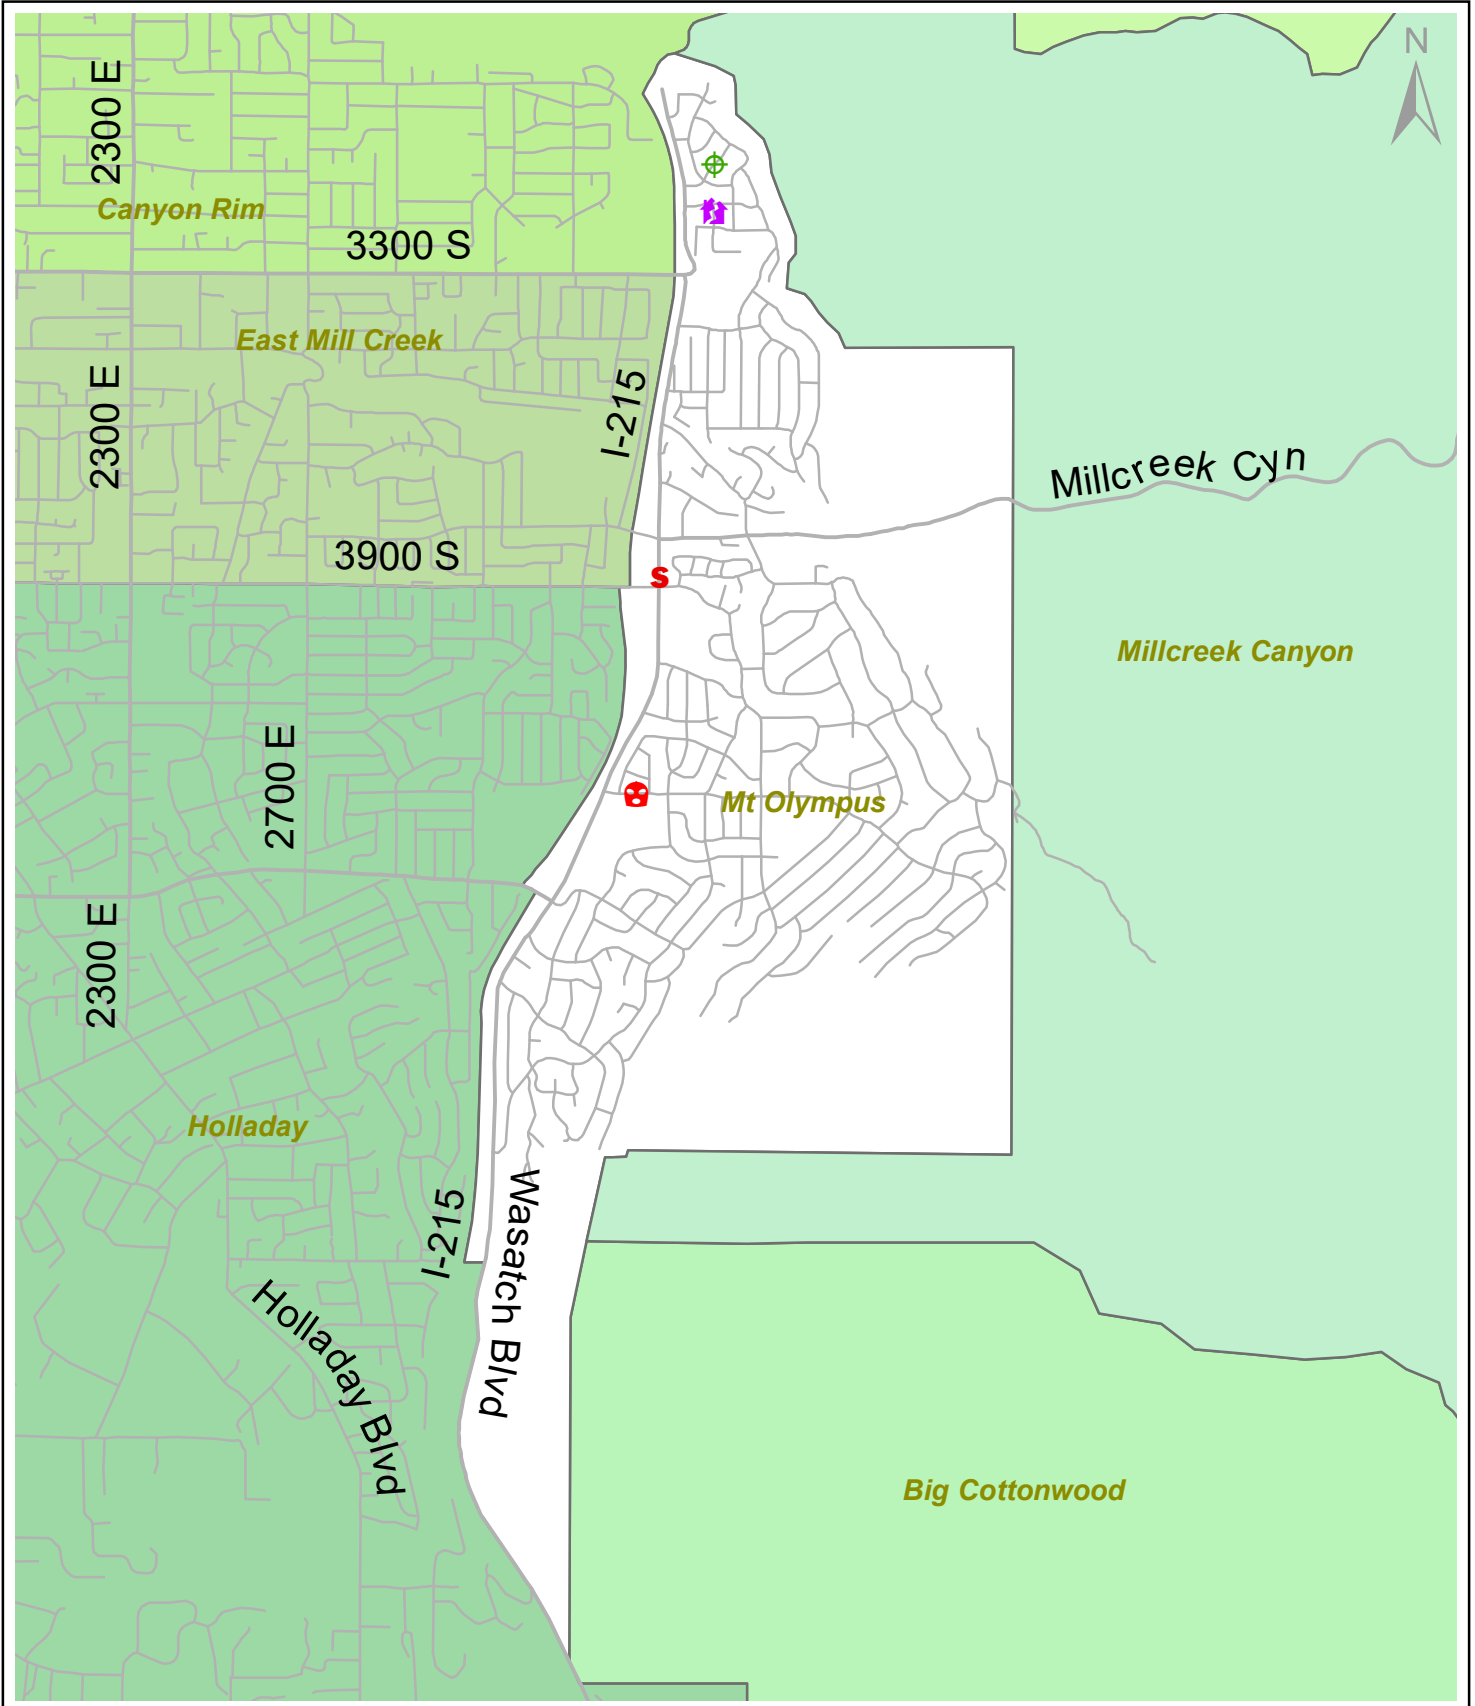 N
2300 E
Canyon Rim
3300 S
East Mill Creek
2300 E
I-215
Millcreek Cyn
3900 S
S
Millcreek Canyon
2700 E
Mt Olympus
2300 E
Holladay
I-215
Wasatch Blvd
Holladay Blvd
Big Cottonwood